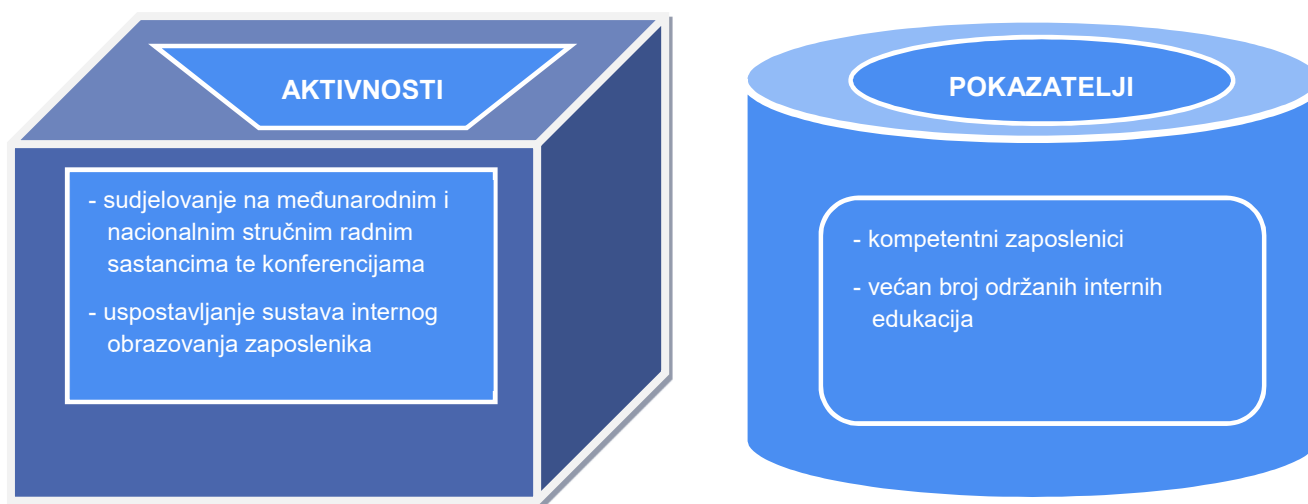 AKTIVNOSTI
- sudjelovanje na međunarodnim i
nacionalnim stručnim radnim
sastancima te konferencijama
- uspostavljanje sustava internog
obrazovanja zaposlenika
POKAZATELJI
- kompetentni zaposlenici
- većan broj održanih internih
edukacija